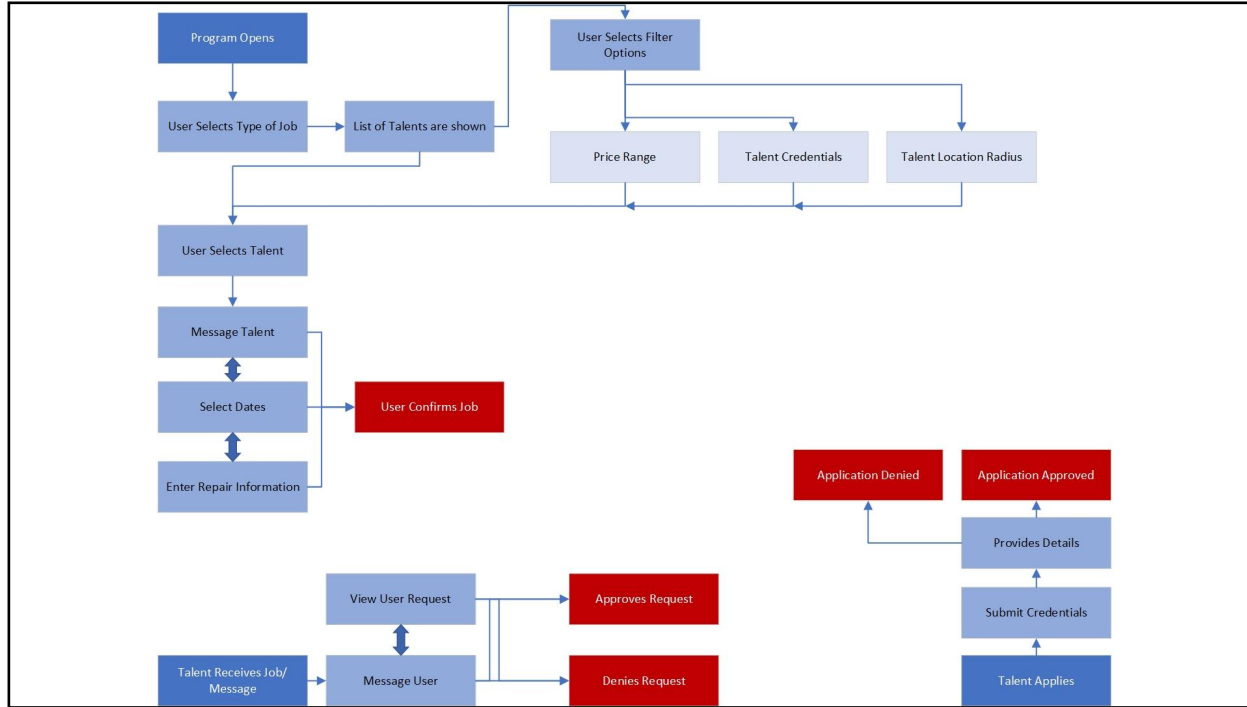 Program Opens
User Selects Filter
Options
User Selects Type of Job
List of Talents are shown
Price Range
Talent Credentials
Talent Location Radius
User Selects Talent
Message Talent
Select Dates
User Confirms Job
Enter Repair Information
Application Denied
Application Approved
Provides Details
View User Request
Approves Request
Submit Credentials
Talent Receives Job/
Message
Message User
Denies Request
Talent Applies